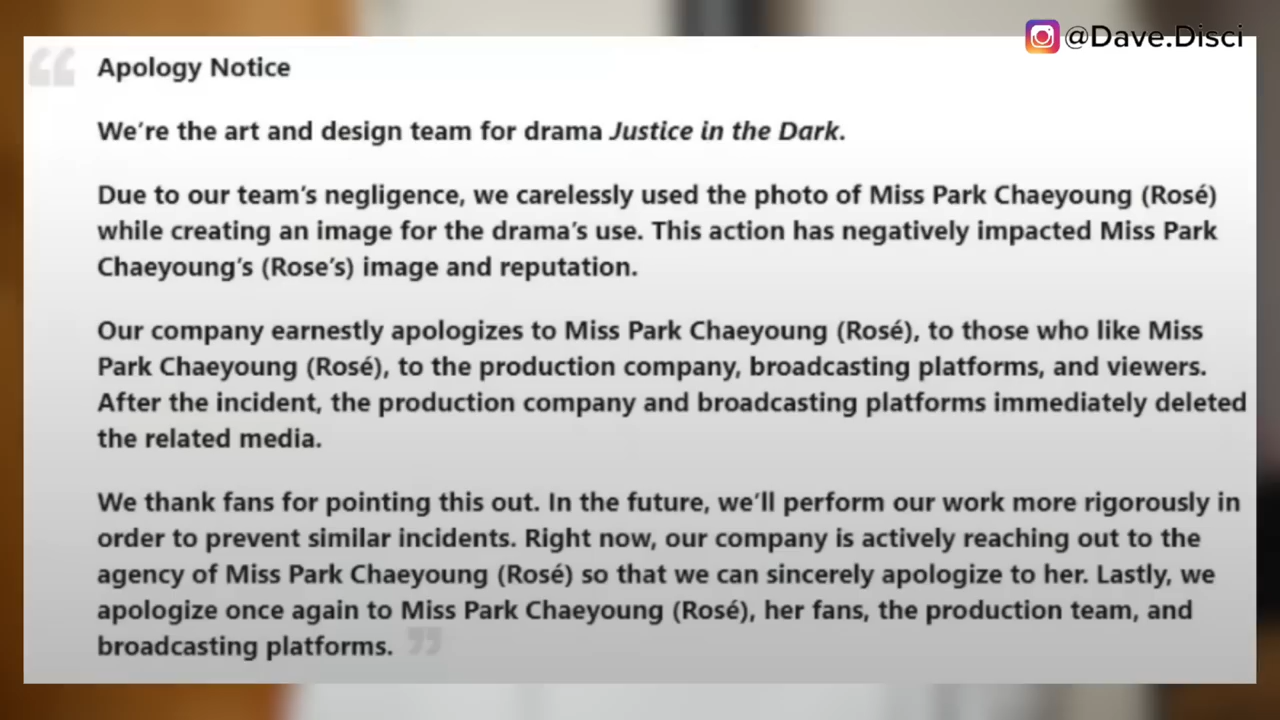 @Dave.Disci
Apology Notice
We're the art and design team for drama Justice in the Dark.
Due to our team's negligence, we carelessly used the photo of Miss Park Chaeyoung (Rosé)
while creating an image for the drama's use. This action has negatively impacted Miss Park
Chaeyoung's (Rose's) image and reputation.
Our company earnestly apologizes to Miss Park Chaeyoung (Rosé), to those who like Miss
Park Chaeyoung (Rosé), to the production company, broadcasting platforms, and viewers.
After the incident, the production company and broadcasting platforms immediately deleted
the related media.
We thank fans for pointing this out. In the future, we'll perform our work more rigorously in
order to prevent similar incidents. Right now, our company is actively reaching out to the
agency of Miss Park Chaeyoung (Rosé) so that we can sincerely apologize to her. Lastly, we
apologize once again to Miss Park Chaeyoung (Rosé), her fans, the production team, and
broadcasting platforms.